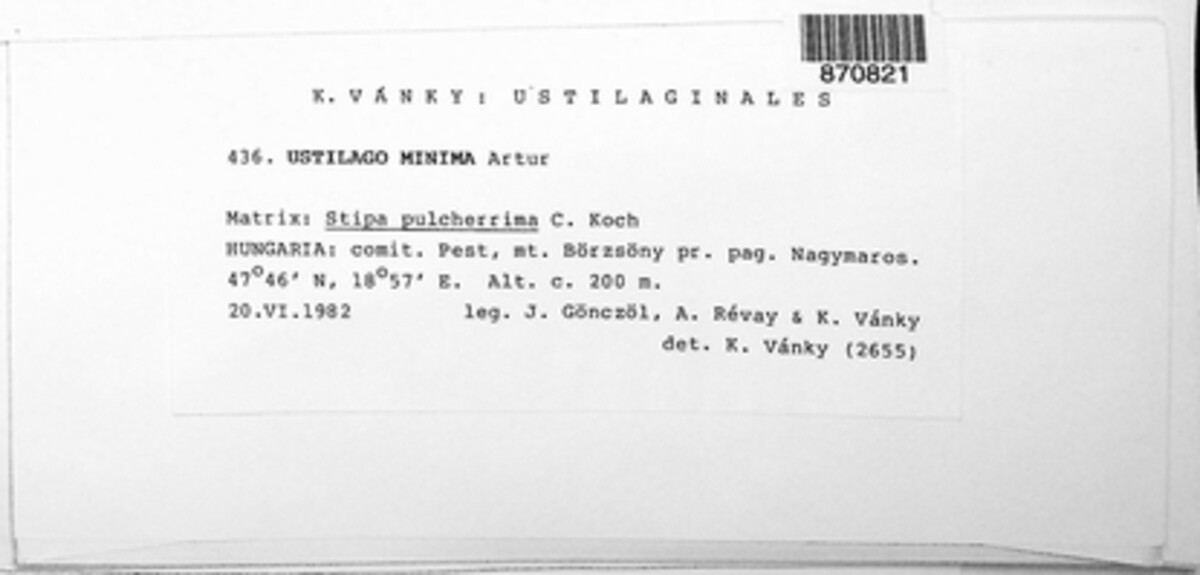 870821
K. VÁNKY: USTILAGINALES
436. USTILAGO MINIMA Artur
Matrix: Stipa pulcherrima C. Koch
HUNGARIA: comit. Pest, mt. Börzsöny pr. pag. Nagymaros.
47°46' N, 18°57' E. Alt. c. 200 m.
20.VI.1982 leg. J. Gönczöl, A. Révay & K. Vánky
det. K. Vánky (2655)